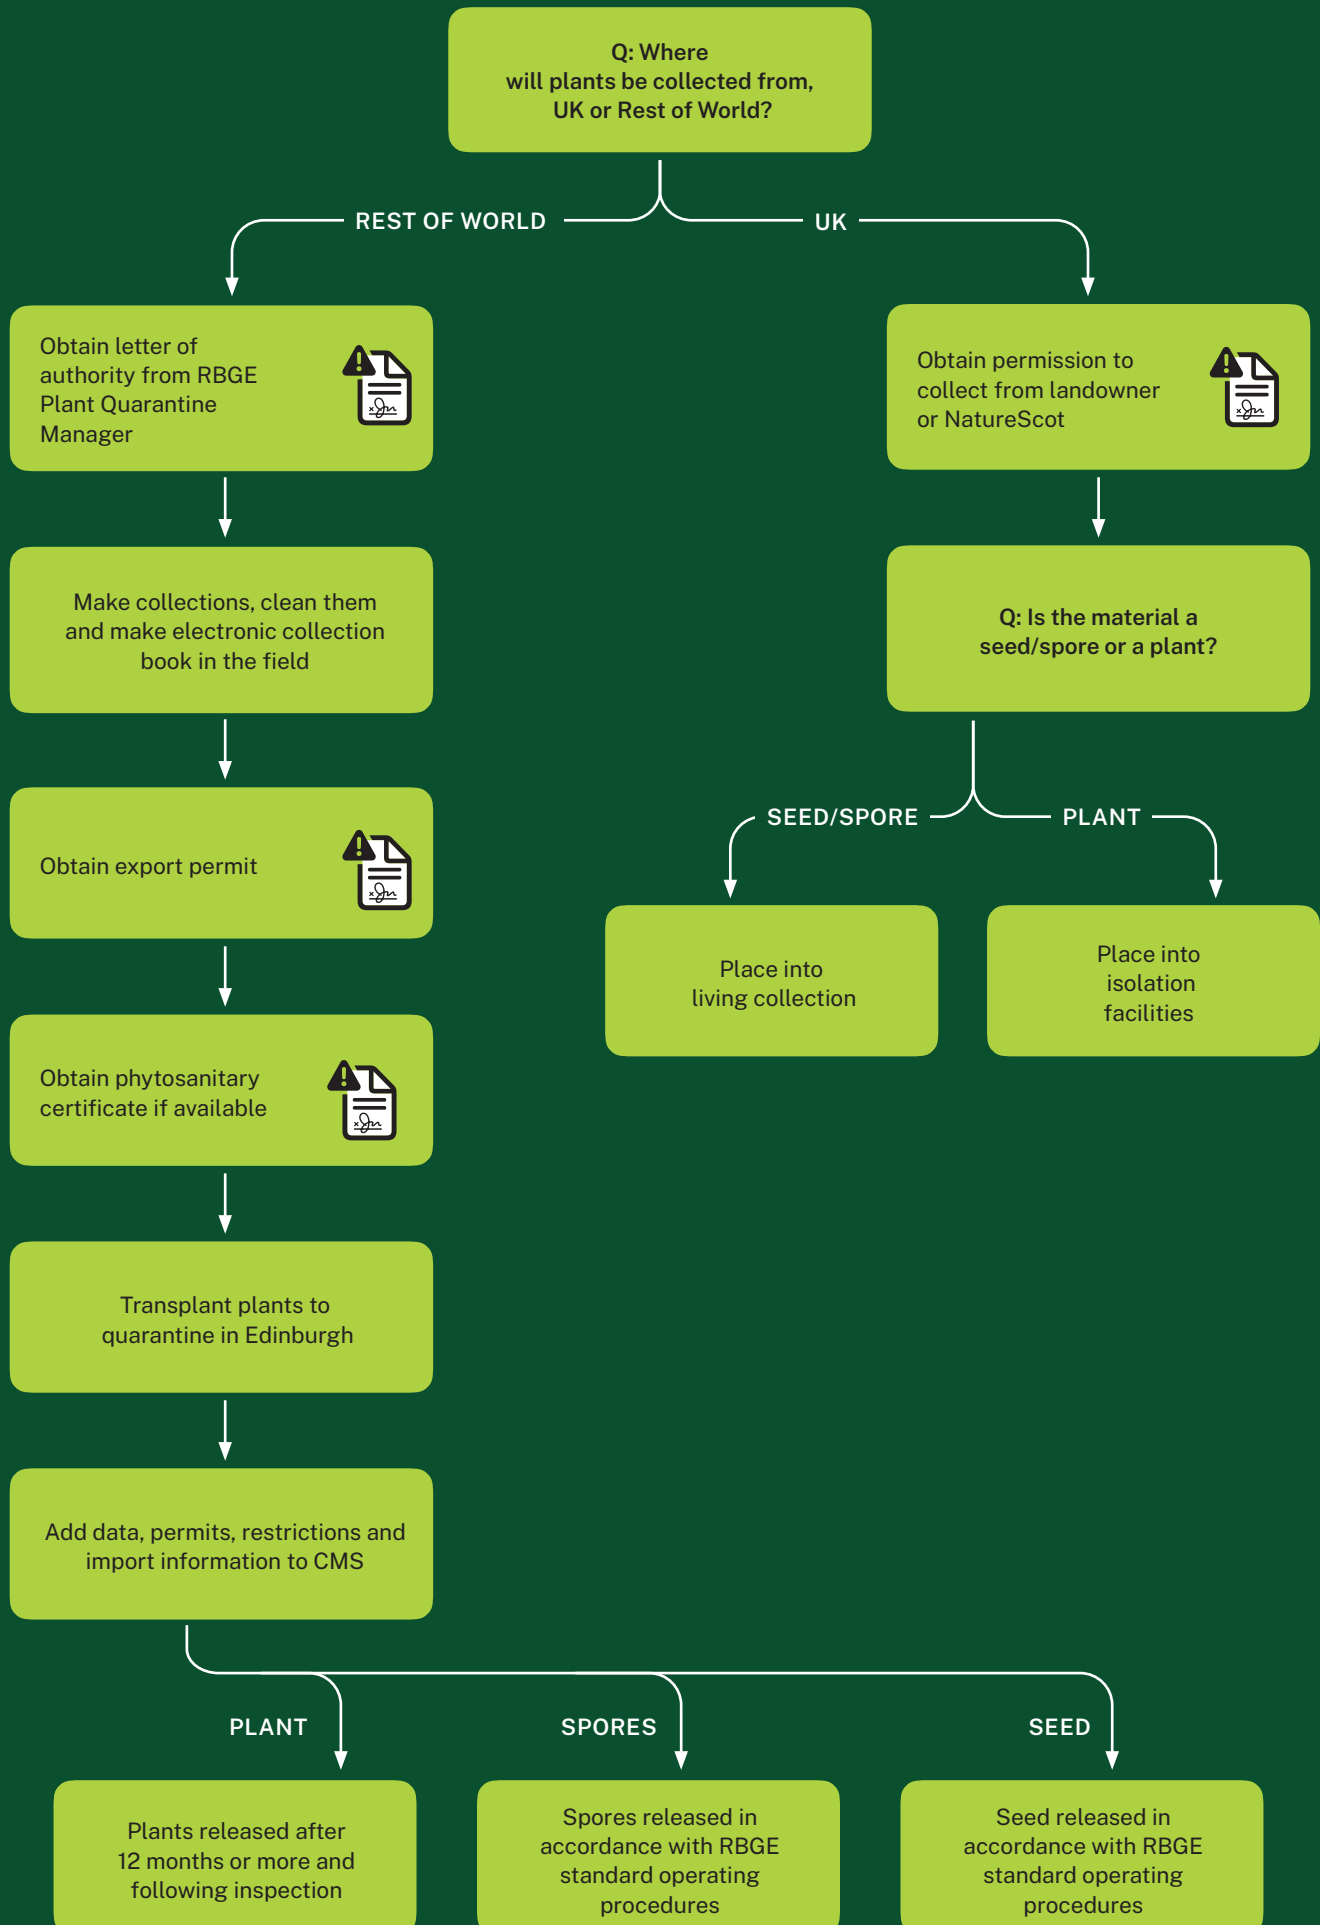 Q: Where
will plants be collected from,
UK or Rest of World?
REST OF WORLD
UK
Obtain letter of
authority from RBGE
Plant Quarantine
Manager
Obtain permission to
collect from landowner
or NatureScot
Make collections, clean them
and make electronic collection
book in the field
Q: Is the material a
seed/spore or a plant?
Obtain export permit
SEED/SPORE
PLANT
Place into
living collection
Place into
isolation
facilities
Obtain phytosanitary
certificate if available
Transplant plants to
quarantine in Edinburgh
Add data, permits, restrictions and
import information to CMS
PLANT
SPORES
SEED
Plants released after
12 months or more and
following inspection
Spores released in
accordance with RBGE
standard operating
procedures
Seed released in
accordance with RBGE
standard operating
procedures